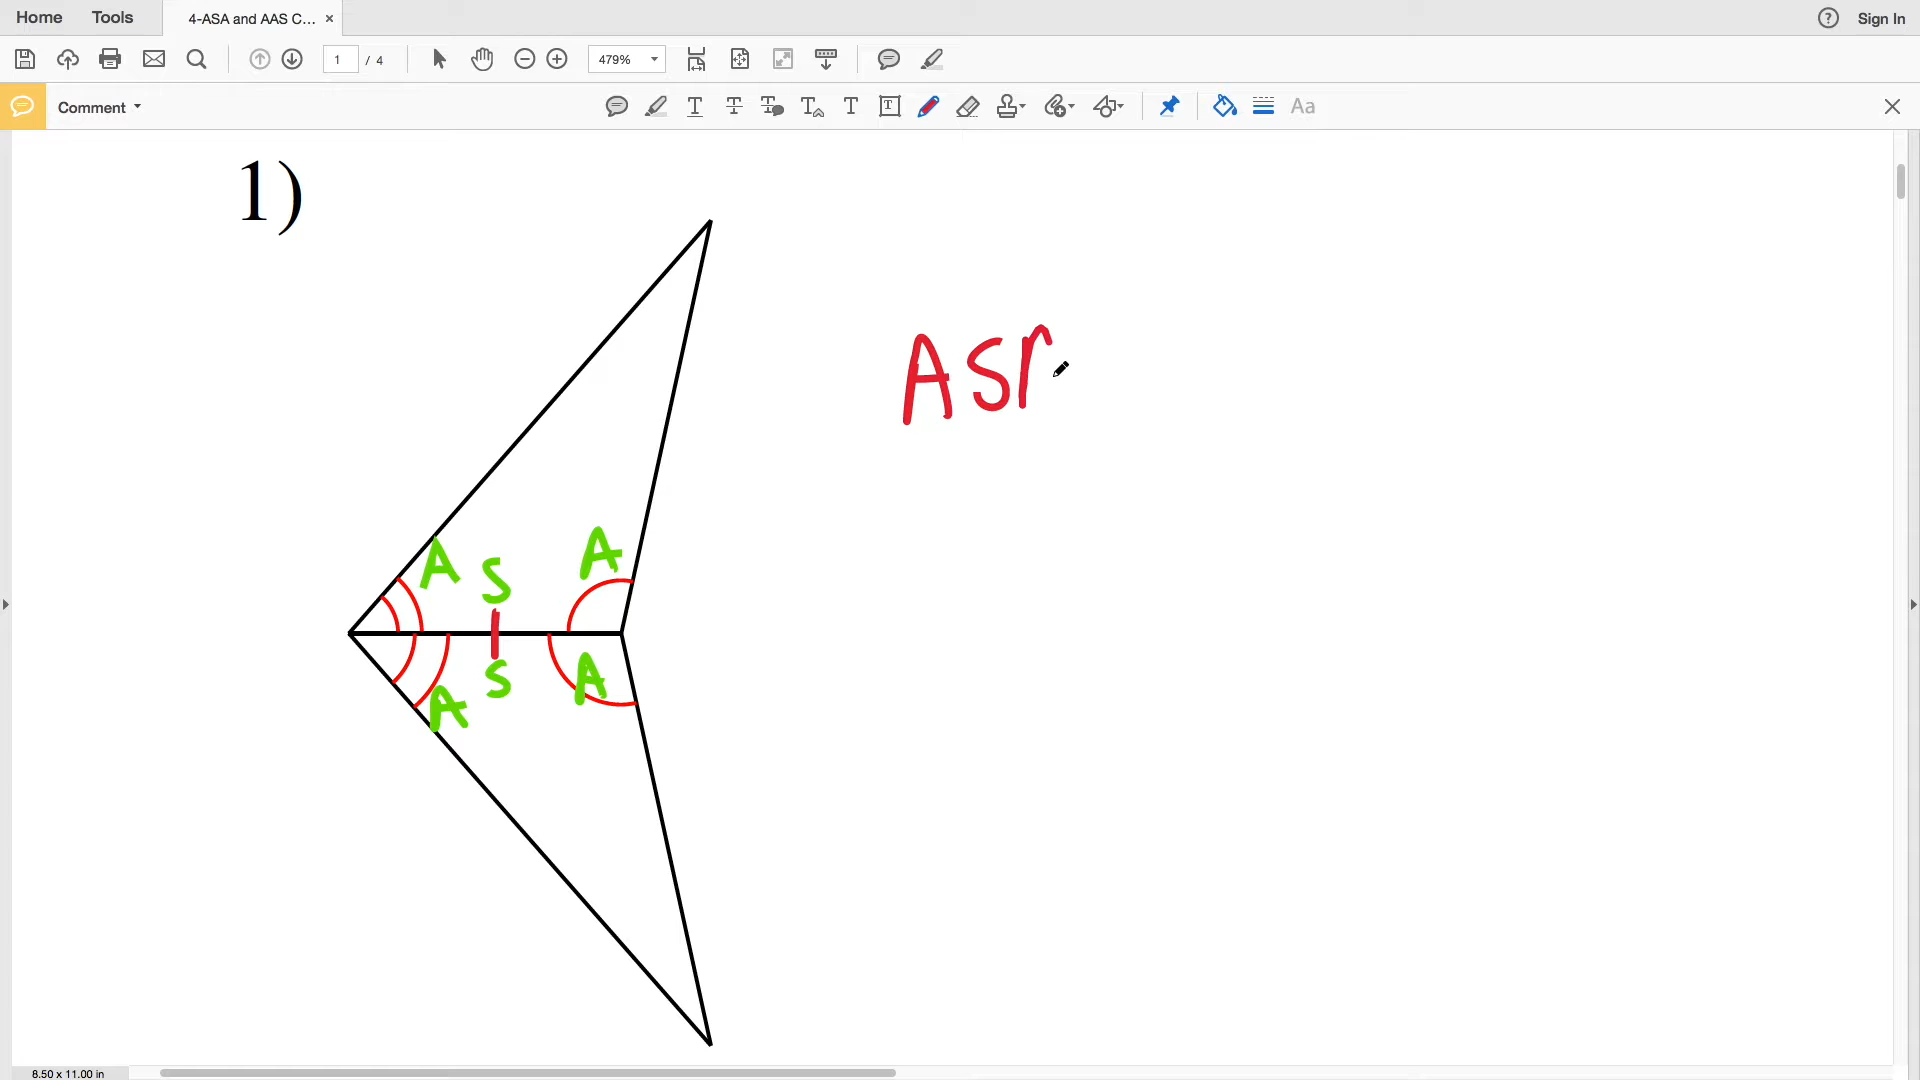 Home Tools 4-ASA and AAS C... × Sign In
1 / 4 479%
Comment Aa
1)
A S A
A S A
AS
8.50 x 11.00 in